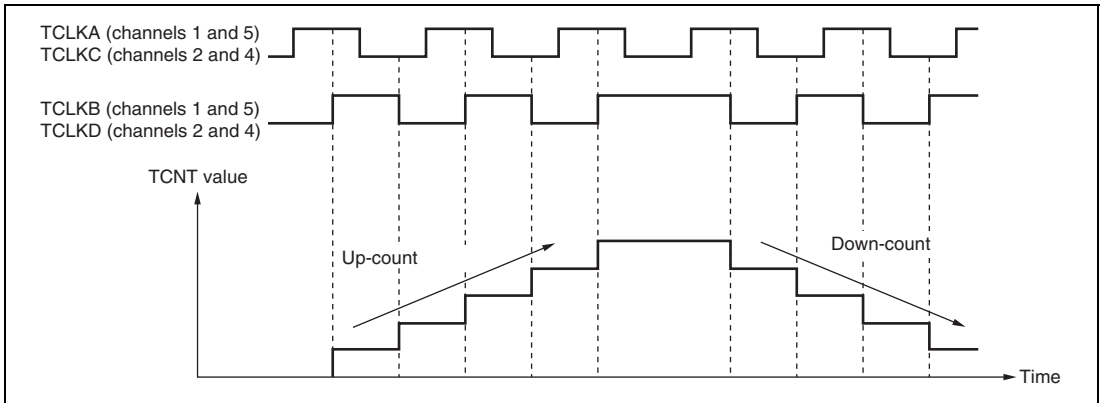 TCLKA (channels 1 and 5)
TCLKC (channels 2 and 4)
TCLKB (channels 1 and 5)
TCLKD (channels 2 and 4)
TCNT value
Up-count
Down-count
Time